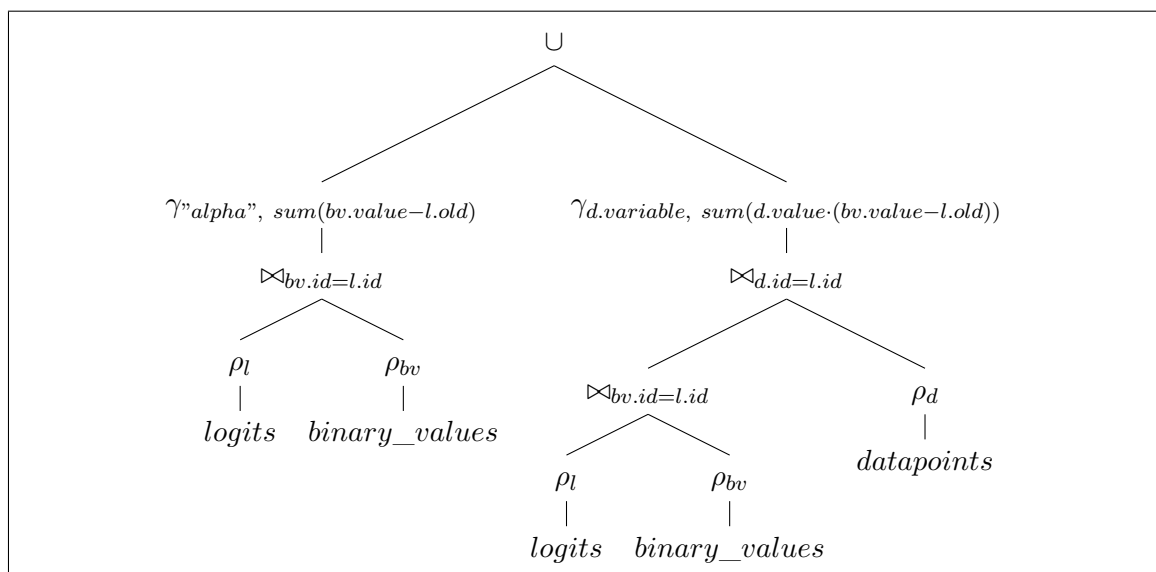 ∪
γ”alpha”, sum(bv.value−l.old) γd.variable, sum(d.value·(bv.value−l.old))
⋈bv.id=l.id ⋈d.id=l.id
ρl ρbv ⋈bv.id=l.id ρd
logits binary_values datapoints
ρl ρbv
logits binary_values